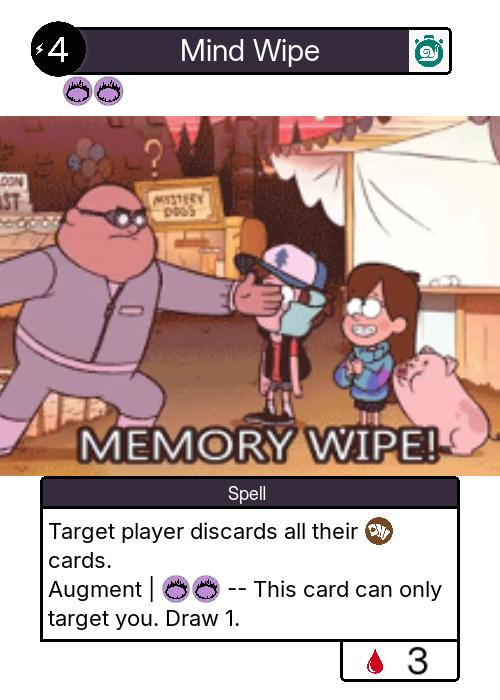 4
Mind Wipe
OON
ST
?
MYSTERY
DOGS
MEMORY WIPE!
Spell
Target player discards all their
cards.
Augment | -- This card can only
target you. Draw 1.
3